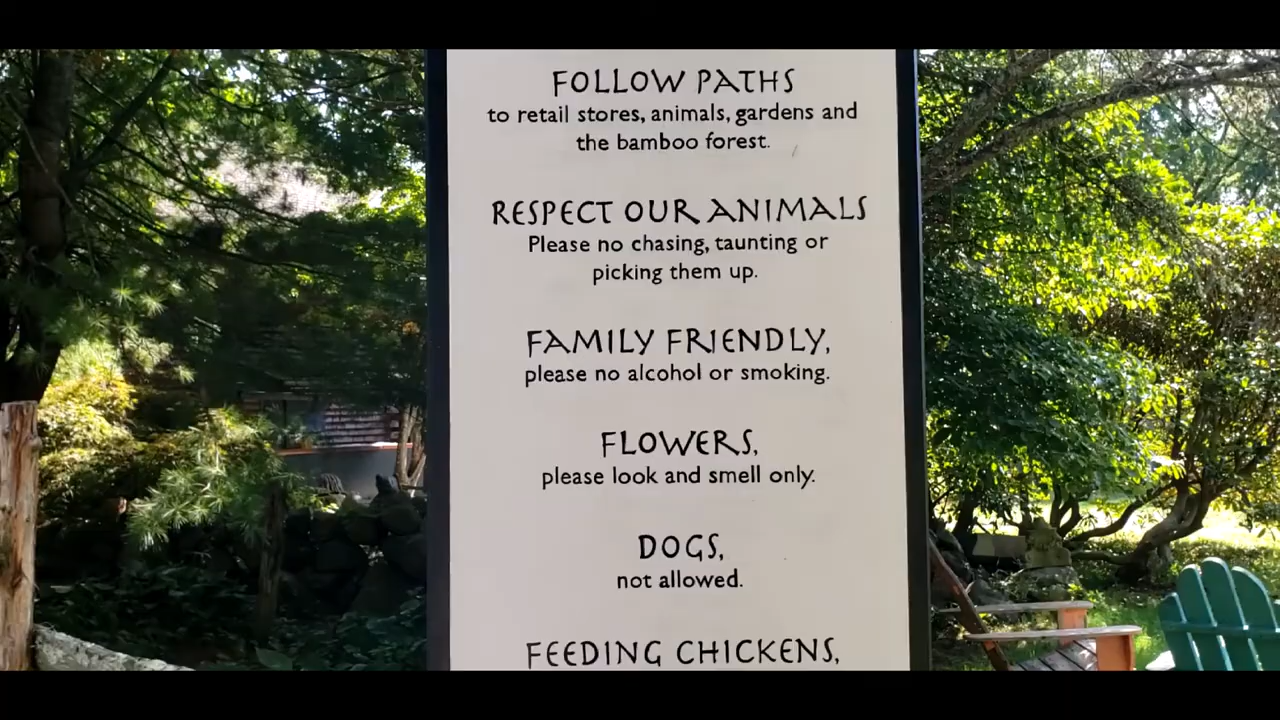 FOLLOW PATHS
to retail stores, animals, gardens and
the bamboo forest.
RESPECT OUR ANIMALS
Please no chasing, taunting or
picking them up.
FAMILY FRIENDLY,
please no alcohol or smoking.
FLOWERS,
please look and smell only.
DOGS,
not allowed.
FEEDING CHICKENS,